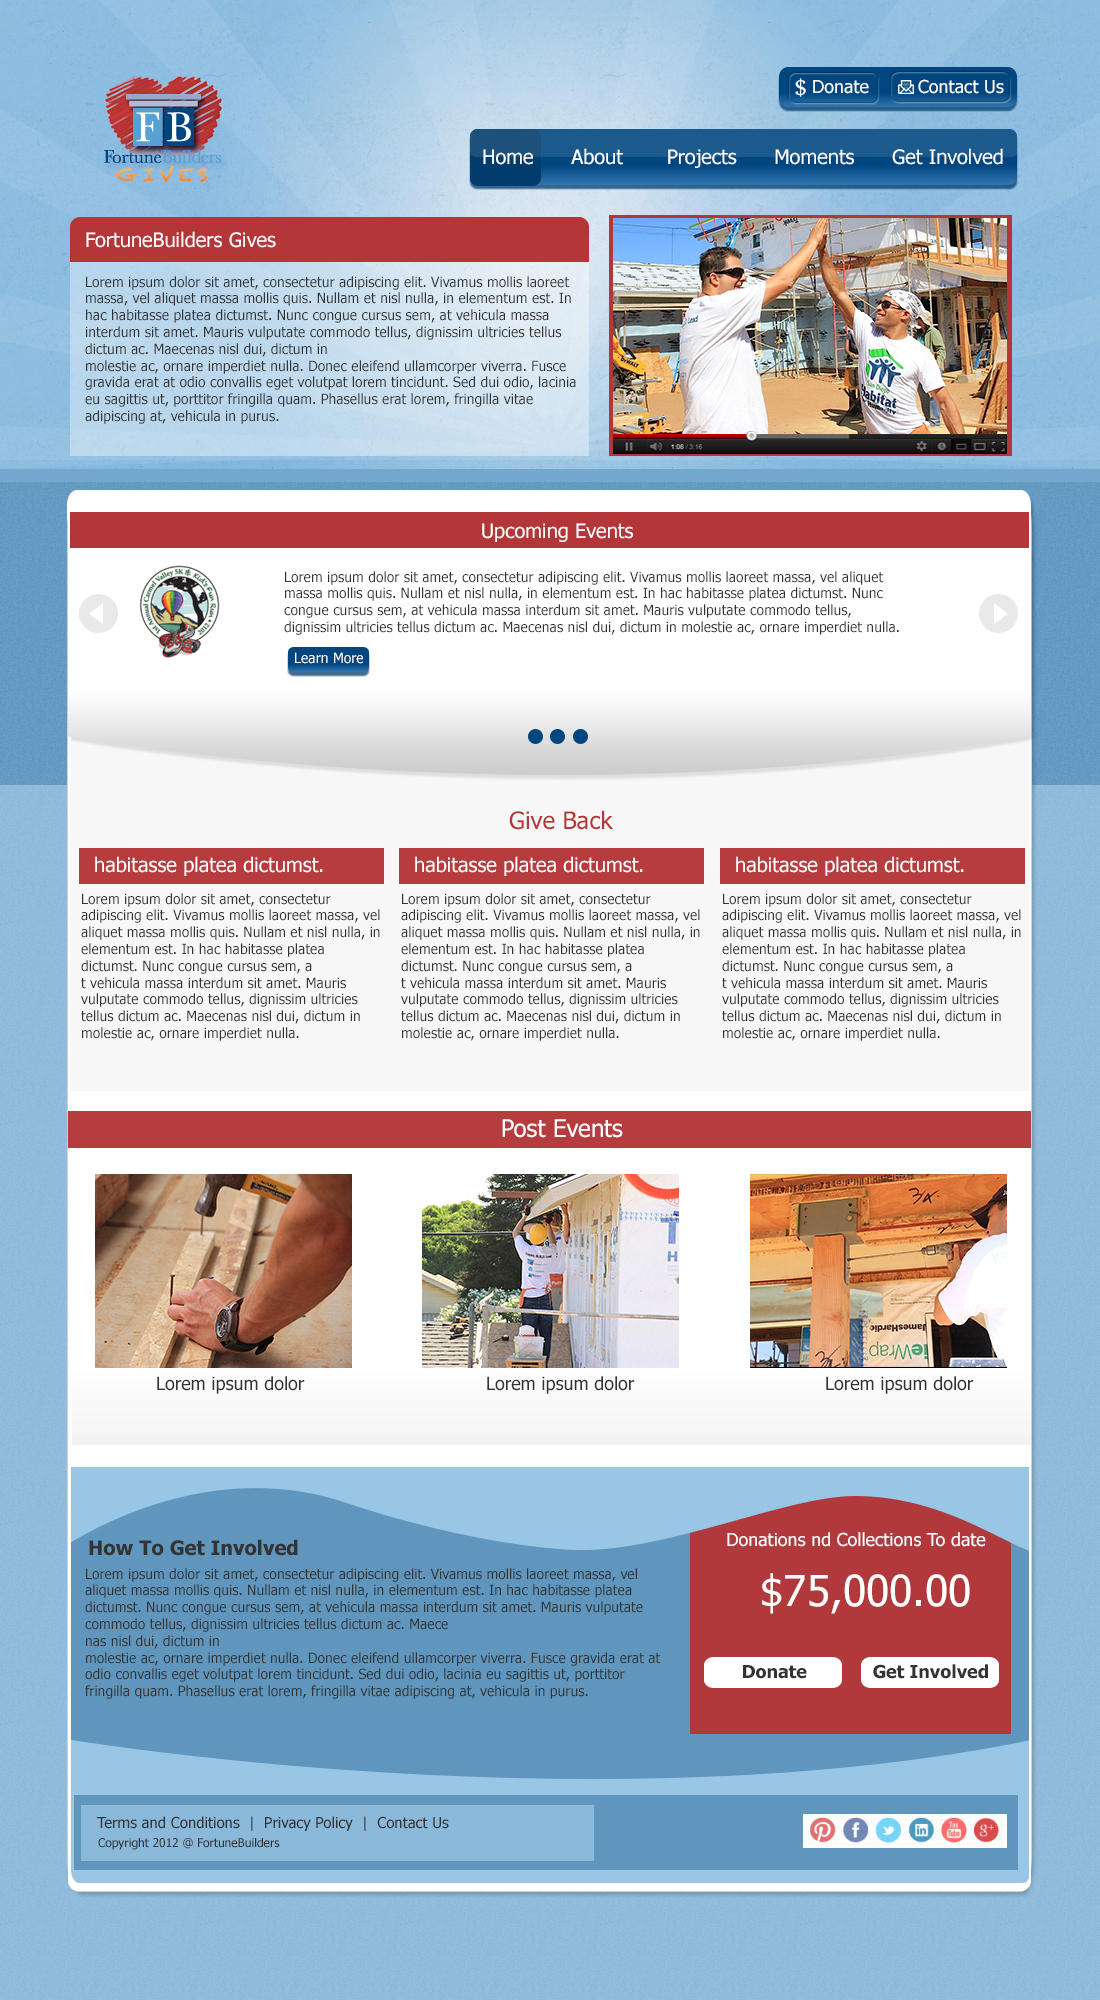 $ Donate
Contact Us
FB
FortuneBuilders
GIVES
Home
About
Projects
Moments
Get Involved
FortuneBuilders Gives
Lorem ipsum dolor sit amet, consectetur adipiscing elit. Vivamus mollis laoreet
massa, vel aliquet massa mollis quis. Nullam et nisl nulla, in elementum est. In
hac habitasse platea dictumst. Nunc congue cursus sem, at vehicula massa
interdum sit amet. Mauris vulputate commodo tellus, dignissim ultricies tellus
dictum ac. Maecenas nisl dui, dictum in
molestie ac, ornare imperdiet nulla. Donec eleifend ullamcorper viverra. Fusce
gravida erat at odio convallis eget volutpat lorem tincidunt. Sed dui odio, lacinia
eu sagittis ut, porttitor fringilla quam. Phasellus erat lorem, fringilla vitae
adipiscing at, vehicula in purus.
Lead
DEWALT
San Diego
Habitat
1:08 / 3:16
Upcoming Events
1st Annual Carmel Valley 5K & Kid's Fun Run
Lorem ipsum dolor sit amet, consectetur adipiscing elit. Vivamus mollis laoreet massa, vel aliquet
massa mollis quis. Nullam et nisl nulla, in elementum est. In hac habitasse platea dictumst. Nunc
congue cursus sem, at vehicula massa interdum sit amet. Mauris vulputate commodo tellus,
dignissim ultricies tellus dictum ac. Maecenas nisl dui, dictum in molestie ac, ornare imperdiet nulla.
Learn More
Give Back
habitasse platea dictumst.
Lorem ipsum dolor sit amet, consectetur
adipiscing elit. Vivamus mollis laoreet massa, vel
aliquet massa mollis quis. Nullam et nisl nulla, in
elementum est. In hac habitasse platea
dictumst. Nunc congue cursus sem, a
t vehicula massa interdum sit amet. Mauris
vulputate commodo tellus, dignissim ultricies
tellus dictum ac. Maecenas nisl dui, dictum in
molestie ac, ornare imperdiet nulla.
habitasse platea dictumst.
Lorem ipsum dolor sit amet, consectetur
adipiscing elit. Vivamus mollis laoreet massa, vel
aliquet massa mollis quis. Nullam et nisl nulla, in
elementum est. In hac habitasse platea
dictumst. Nunc congue cursus sem, a
t vehicula massa interdum sit amet. Mauris
vulputate commodo tellus, dignissim ultricies
tellus dictum ac. Maecenas nisl dui, dictum in
molestie ac, ornare imperdiet nulla.
habitasse platea dictumst.
Lorem ipsum dolor sit amet, consectetur
adipiscing elit. Vivamus mollis laoreet massa, vel
aliquet massa mollis quis. Nullam et nisl nulla, in
elementum est. In hac habitasse platea
dictumst. Nunc congue cursus sem, a
t vehicula massa interdum sit amet. Mauris
vulputate commodo tellus, dignissim ultricies
tellus dictum ac. Maecenas nisl dui, dictum in
molestie ac, ornare imperdiet nulla.
Post Events
JamesHardie
ieWrap
Lorem ipsum dolor
Lorem ipsum dolor
Lorem ipsum dolor
How To Get Involved
Lorem ipsum dolor sit amet, consectetur adipiscing elit. Vivamus mollis laoreet massa, vel
aliquet massa mollis quis. Nullam et nisl nulla, in elementum est. In hac habitasse platea
dictumst. Nunc congue cursus sem, at vehicula massa interdum sit amet. Mauris vulputate
commodo tellus, dignissim ultricies tellus dictum ac. Maece
nas nisl dui, dictum in
molestie ac, ornare imperdiet nulla. Donec eleifend ullamcorper viverra. Fusce gravida erat at
odio convallis eget volutpat lorem tincidunt. Sed dui odio, lacinia eu sagittis ut, porttitor
fringilla quam. Phasellus erat lorem, fringilla vitae adipiscing at, vehicula in purus.
Donations nd Collections To date
$75,000.00
Donate
Get Involved
Terms and Conditions | Privacy Policy | Contact Us
Copyright 2012 @ FortuneBuilders
f
in
You Tube
g+